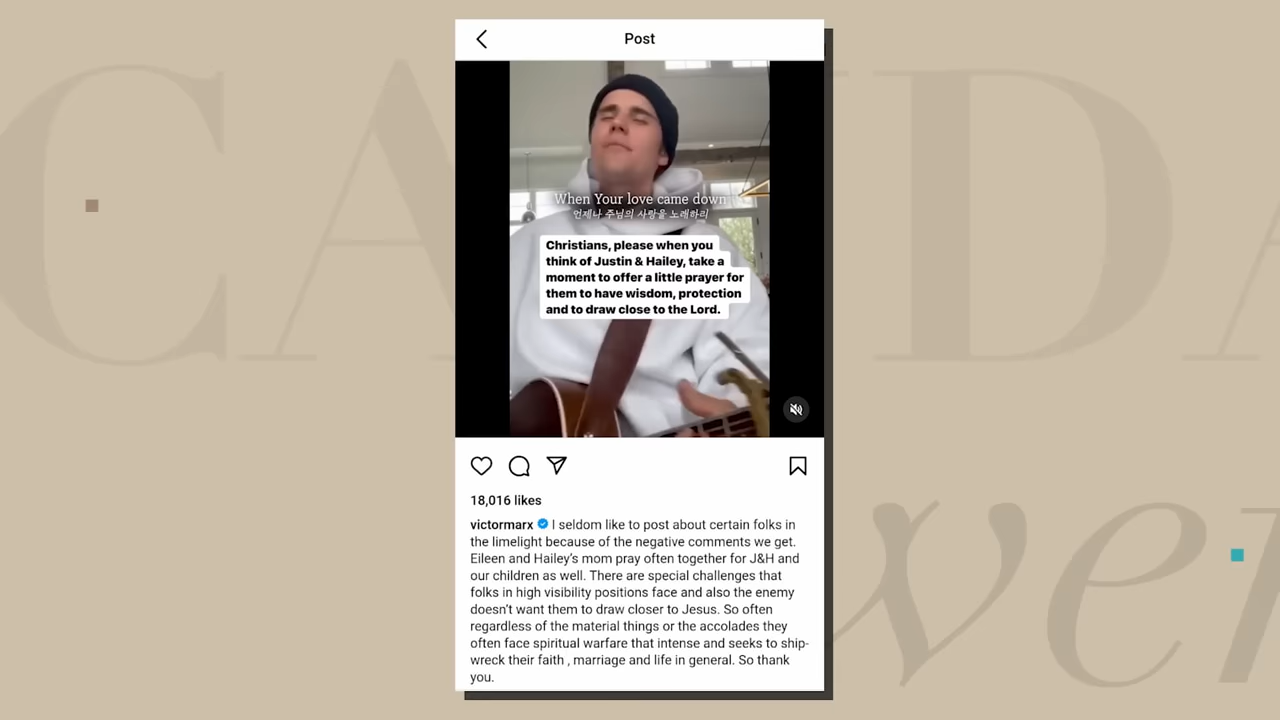 Post
When Your love came down
언제나 주님의 사랑을 노래하리
Christians, please when you
think of Justin & Hailey, take a
moment to offer a little prayer for
them to have wisdom, protection
and to draw close to the Lord.
18,016 likes
victormarx I seldom like to post about certain folks in
the limelight because of the negative comments we get.
Eileen and Hailey's mom pray often together for J&H and
our children as well. There are special challenges that
folks in high visibility positions face and also the enemy
doesn't want them to draw closer to Jesus. So often
regardless of the material things or the accolades they
often face spiritual warfare that intense and seeks to ship-
wreck their faith , marriage and life in general. So thank
you.